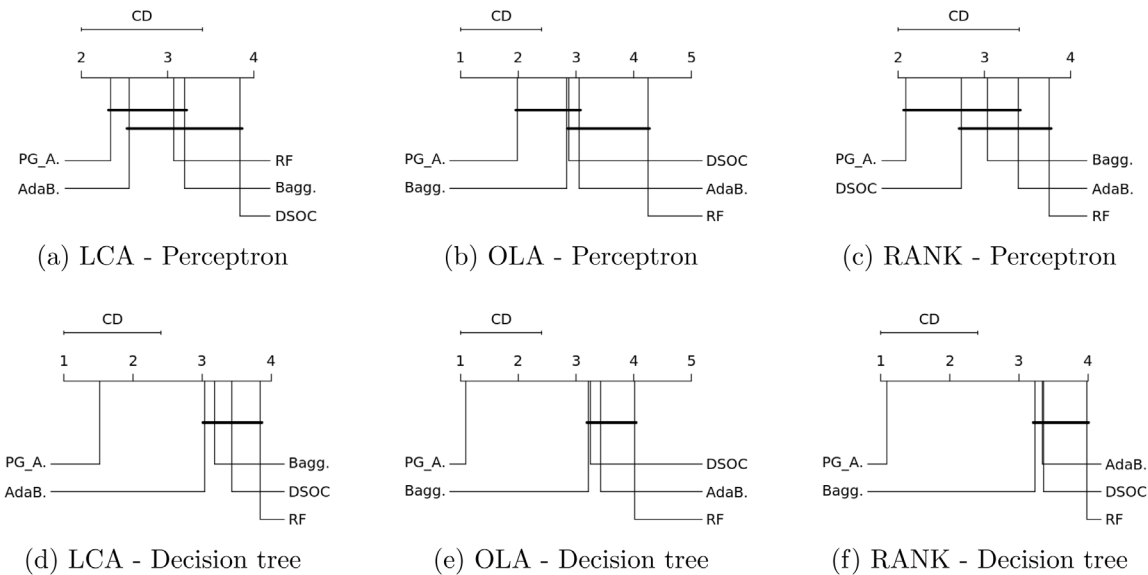 CD CD CD
2 3 4 1 2 3 4 5 2 3 4
PG_A. RF PG_A. DSOC PG_A. Bagg.
AdaB. Bagg. Bagg. AdaB. DSOC AdaB.
DSOC RF RF
(a) LCA - Perceptron (b) OLA - Perceptron (c) RANK - Perceptron
CD CD CD
1 2 3 4 1 2 3 4 5 1 2 3 4
PG_A. Bagg. PG_A. DSOC PG_A. AdaB.
AdaB. DSOC Bagg. AdaB. Bagg. DSOC
RF RF RF
(d) LCA - Decision tree (e) OLA - Decision tree (f) RANK - Decision tree